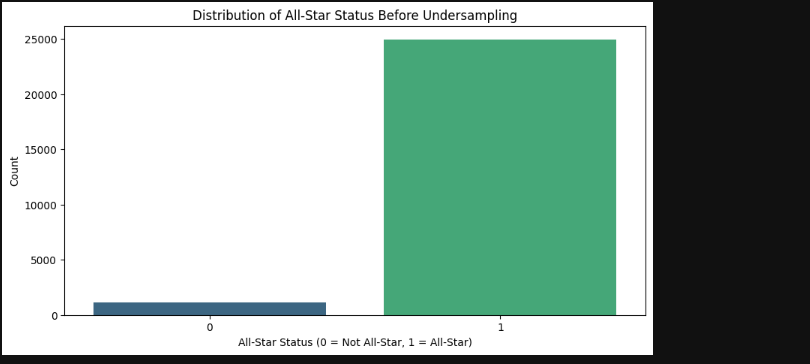 Distribution of All-Star Status Before Undersampling
25000
20000
15000
10000
5000
0
Count
0 1
All-Star Status (0 = Not All-Star, 1 = All-Star)